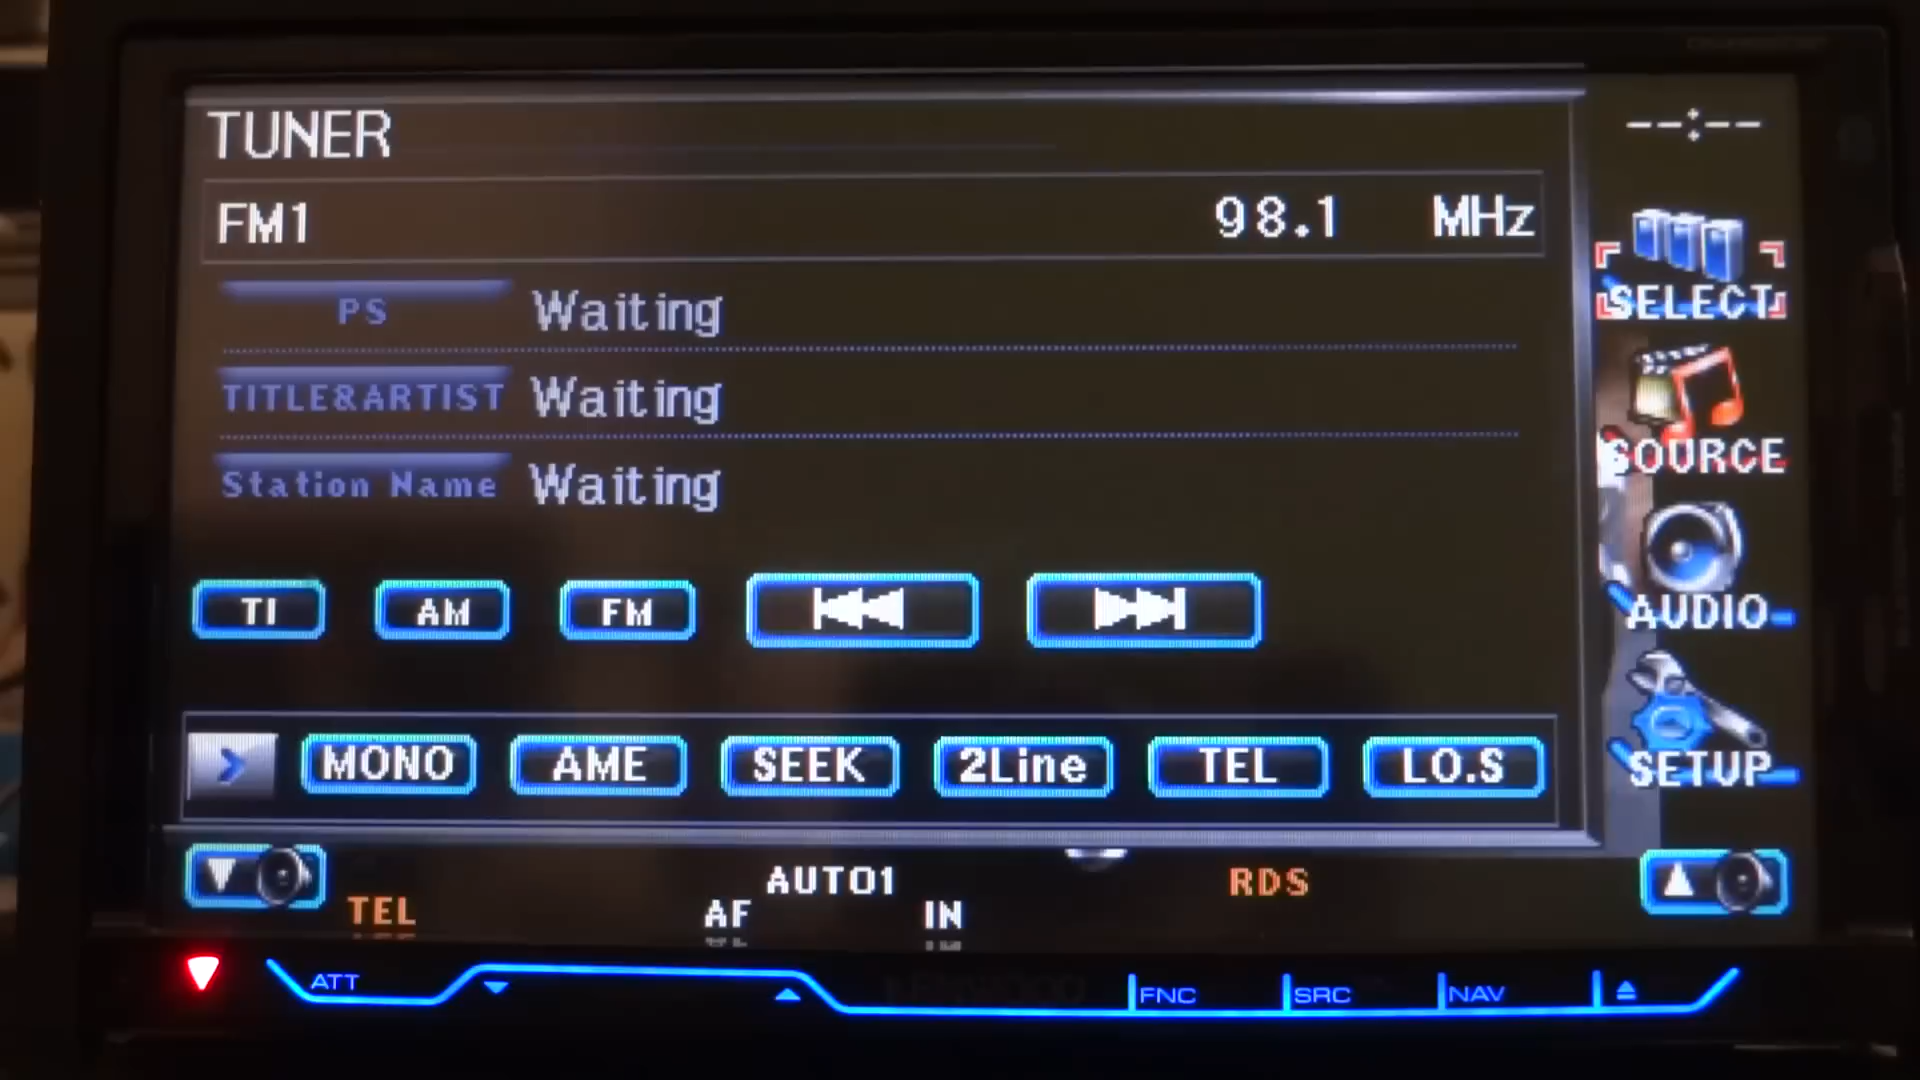 TUNER
--:--
FM1 98.1 MHz
PS Waiting
TITLE&ARTIST Waiting
Station Name Waiting
SELECT
SOURCE
AUDIO
SETUP
TI AM FM
MONO AME SEEK 2Line TEL LO.S
AUTO1 RDS
TEL AF IN
ATT FNC SRC NAV